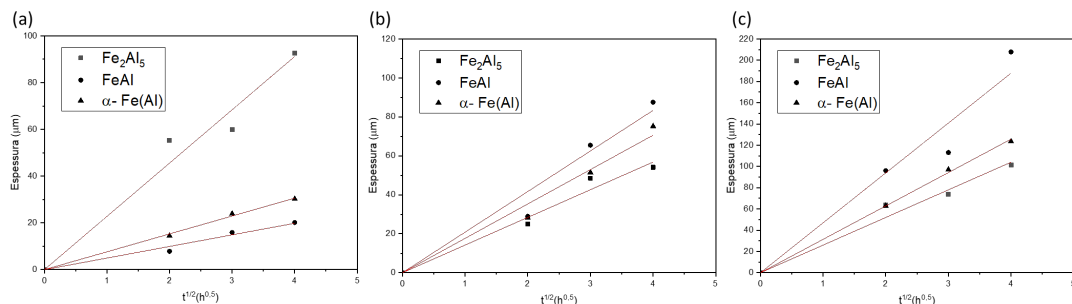 (a)
100
80
60
40
20
0
Espessura (μm)
Fe₂Al₅
FeAl
α- Fe(Al)
0 1 2 3 4 5
t¹/²(h⁰·⁵)
(b)
120
100
80
60
40
20
0
Espessura (μm)
Fe₂Al₅
FeAl
α- Fe(Al)
0 1 2 3 4 5
t¹/²(h⁰·⁵)
(c)
220
200
180
160
140
120
100
80
60
40
20
0
Espessura (μm)
Fe₂Al₅
FeAl
α- Fe(Al)
0 1 2 3 4 5
t¹/²(h⁰·⁵)